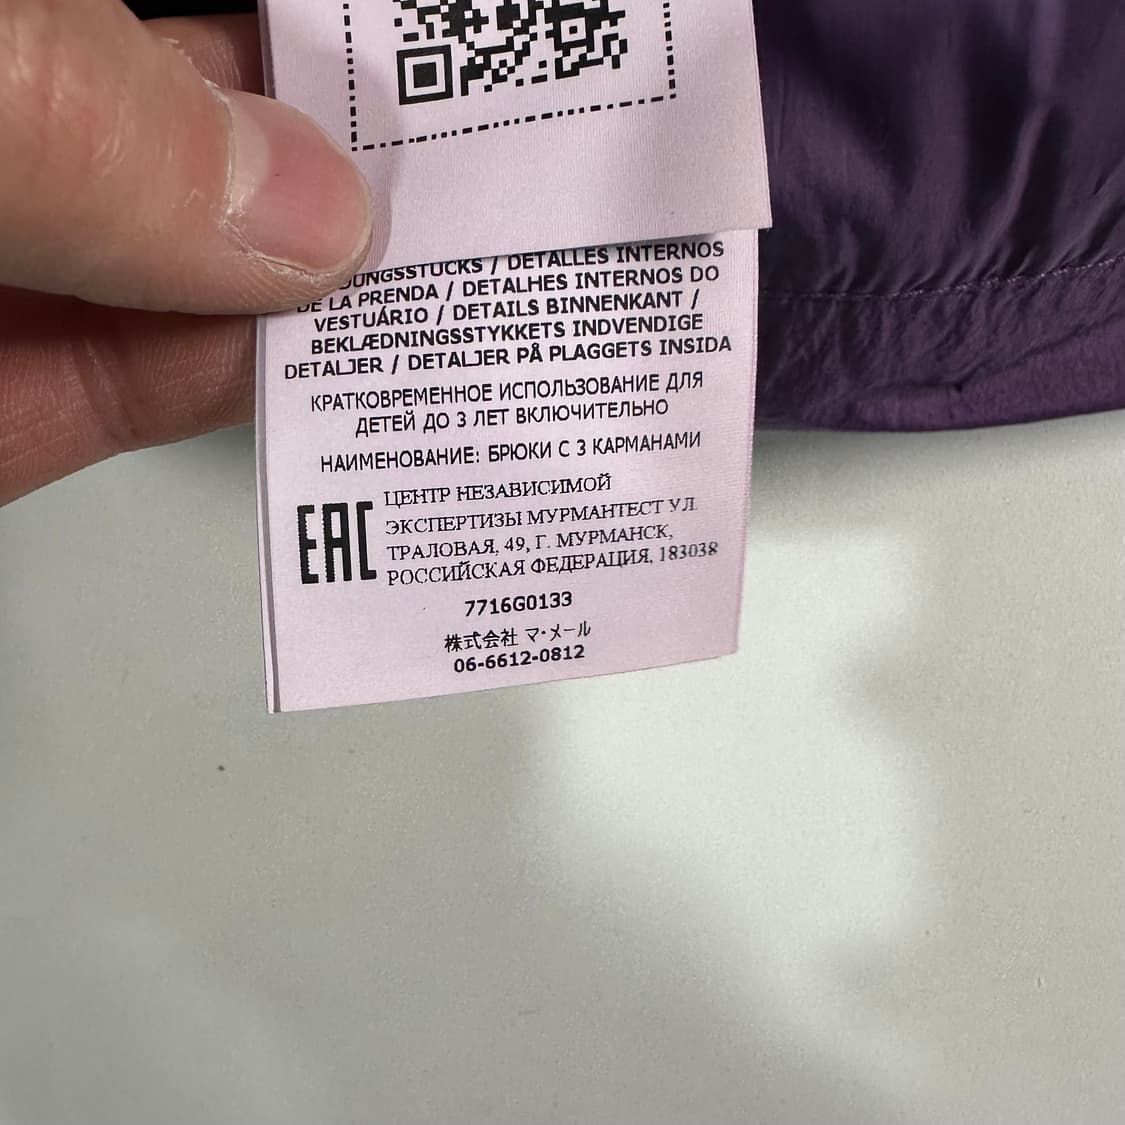 DETALLES INTERNOS
LA PRENDA / DETALHES INTERNOS DO
VESTUÁRIO / DETAILS BINNENKANT /
BEKLÆDNINGSSTYKKETS INDVENDIGE
DETALJER / DETALJER PÅ PLAGGETS INSIDA
КРАТКОВРЕМЕННОЕ ИСПОЛЬЗОВАНИЕ ДЛЯ
ДЕТЕЙ ДО 3 ЛЕТ ВКЛЮЧИТЕЛЬНО
НАИМЕНОВАНИЕ: БРЮКИ С 3 КАРМАНАМИ
EAC
ЦЕНТР НЕЗАВИСИМОЙ
ЭКСПЕРТИЗЫ МУРМАНТЕСТ УЛ.
ТРАЛОВАЯ, 49, Г. МУРМАНСК,
РОССИЙСКАЯ ФЕДЕРАЦИЯ, 183038
7716G0133
株式会社 マ・メール
06-6612-0812